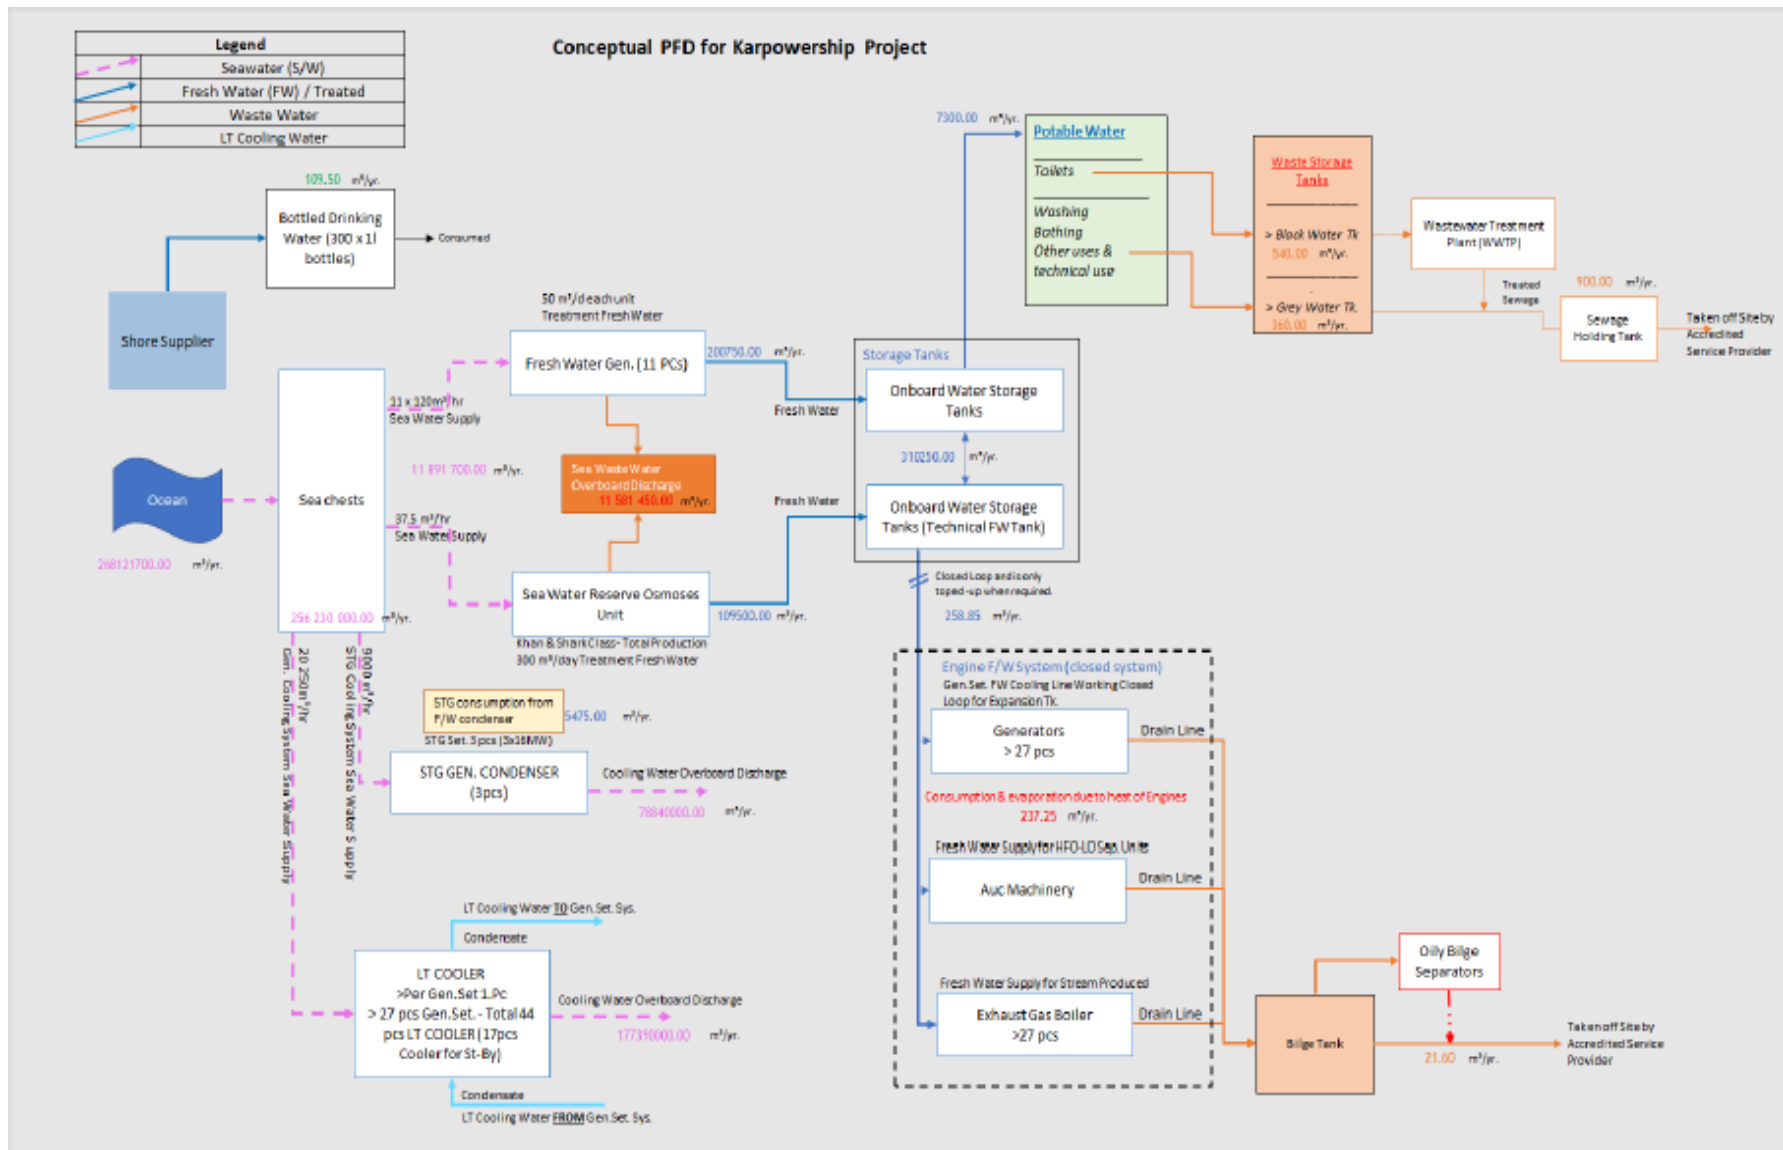 Conceptual PFD for Karpowership Project
Legend
Seawater (S/W)
Fresh Water (FW) / Treated
Waste Water
LT Cooling Water
109.50 m³/yr.
Bottled Drinking
Water (300 x 1l
bottles)
Consumed
Shore Supplier
Ocean
268121700.00 m³/yr.
Sea chests
256 230 000.00 m³/yr.
11 x 120m³/hr
Sea Water Supply
11 891 700.00 m³/yr.
37.5 m³/hr
Sea Water Supply
50 m³/d each unit
Treatment Fresh Water
Fresh Water Gen. (11 PCs)
200750.00 m³/yr.
Fresh Water
Sea Waste Water
Overboard Discharge
11 581 450.00 m³/yr.
Sea Water Reserve Osmoses
Unit
109500.00 m³/yr.
Fresh Water
Khan & Shark Class- Total Production
300 m³/day Treatment Fresh Water
Storage Tanks
Onboard Water Storage
Tanks
310250.00 m³/yr.
Onboard Water Storage
Tanks (Technical FW Tank)
7300.00 m³/yr.
Potable Water
Toilets
Washing
Bathing
Other uses &
technical use
Waste Storage
Tanks
> Black Water Tk
540.00 m³/yr.
> Grey Water Tk.
360.00 m³/yr.
Wastewater Treatment
Plant (WWTP)
Treated
Sewage
900.00 m³/yr.
Sewage
Holding Tank
Taken off Site by
Accredited
Service Provider
Closed Loop and is only
toped-up when required.
258.85 m³/yr.
Engine F/W System (closed system)
Gen.Set. FW Cooling Line Working Closed
Loop for Expansion Tk.
Generators
> 27 pcs
Drain Line
Consumption & evaporation due to heat of Engines
237.25 m³/yr.
Fresh Water Supply for HFO-LO Sep. Units
Auc Machinery
Drain Line
Fresh Water Supply for Stream Produced
Exhaust Gas Boiler
>27 pcs
Drain Line
Bilge Tank
Oily Bilge
Separators
21.60 m³/yr.
Taken off Site by
Accredited Service
Provider
20 250m³/hr
Gen. Cooling System Sea Water Supply
9000 m³/hr
STG Cooling System Sea Water Supply
STG consumption from
F/W condenser
5475.00 m³/yr.
STG Set. 3 pcs (3x16MW)
STG GEN. CONDENSER
(3pcs)
Cooling Water Overboard Discharge
78840000.00 m³/yr.
LT Cooling Water TO Gen.Set. Sys.
Condensate
LT COOLER
>Per Gen.Set 1.Pc
> 27 pcs Gen.Set. - Total 44
pcs LT COOLER (17pcs
Cooler for St-By)
Cooling Water Overboard Discharge
177390000.00 m³/yr.
Condensate
LT Cooling Water FROM Gen.Set. Sys.